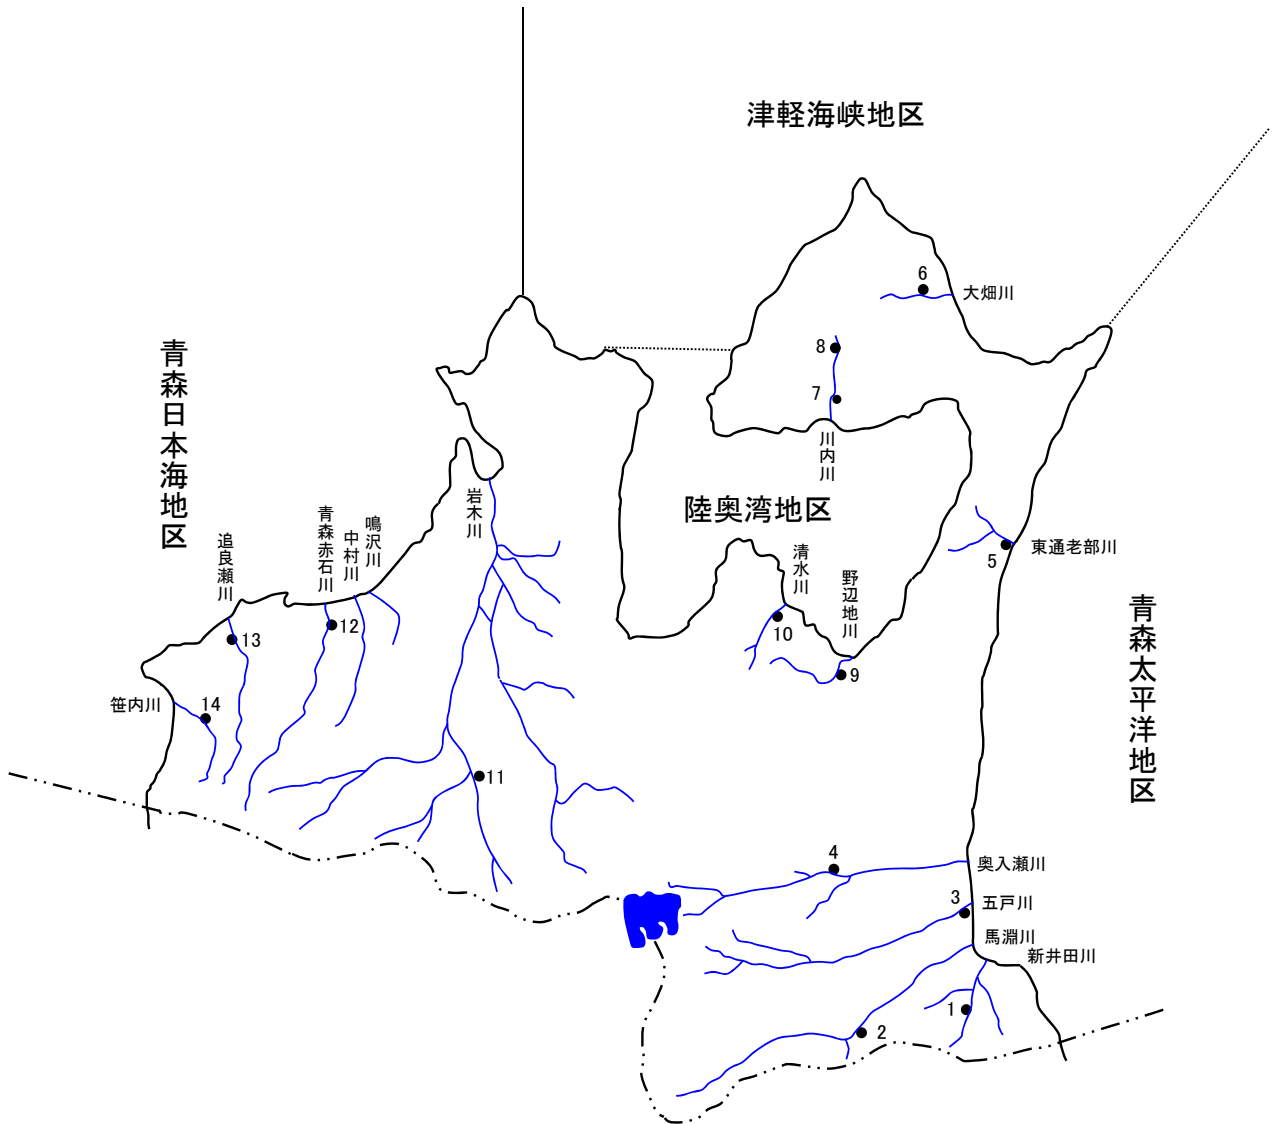 津軽海峡地区
6
大畑川
8
7
川内川
青森日本海地区
陸奥湾地区
岩木川
鳴沢川
中村川
青森赤石川
追良瀬川
清水川
野辺地川
5
東通老部川
青森太平洋地区
10
9
12
13
14
笹内川
11
4
奥入瀬川
3
五戸川
馬淵川
新井田川
1
2